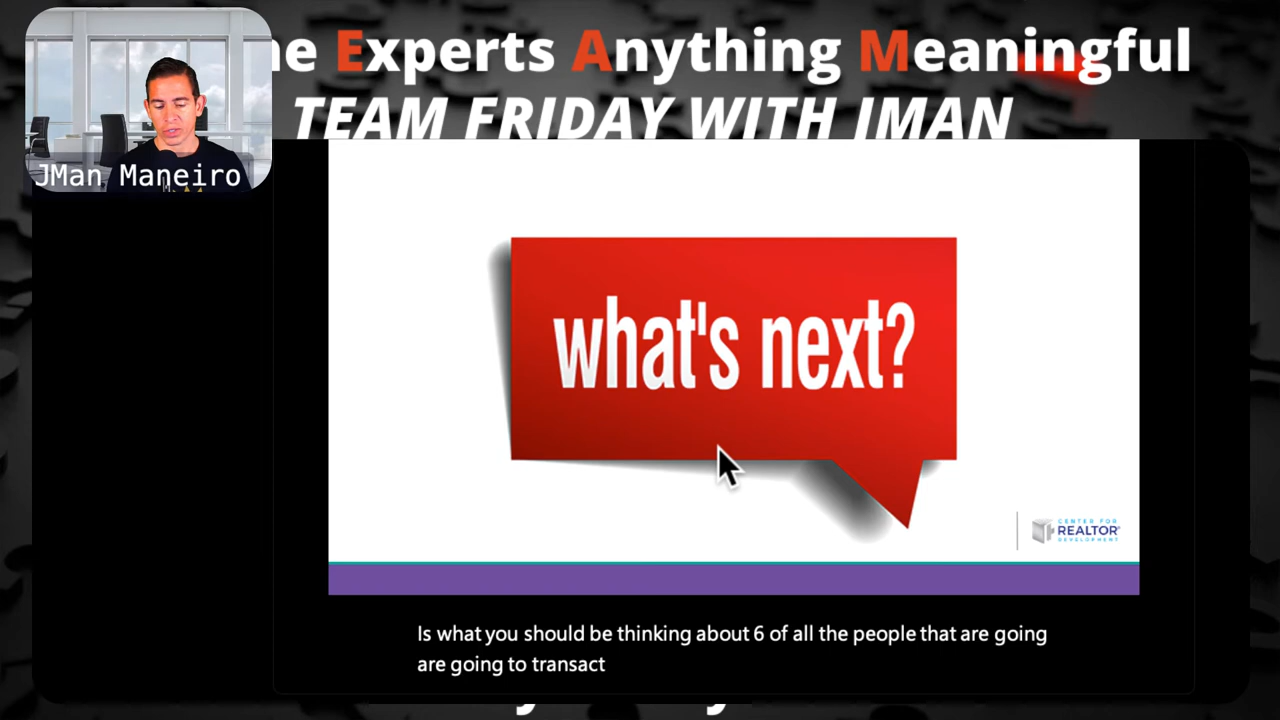 e Experts Anything Meaningful
TEAM FRIDAY WITH JMAN
JMan Maneiro
what's next?
CENTER FOR
REALTOR®
DEVELOPMENT
Is what you should be thinking about 6 of all the people that are going
are going to transact